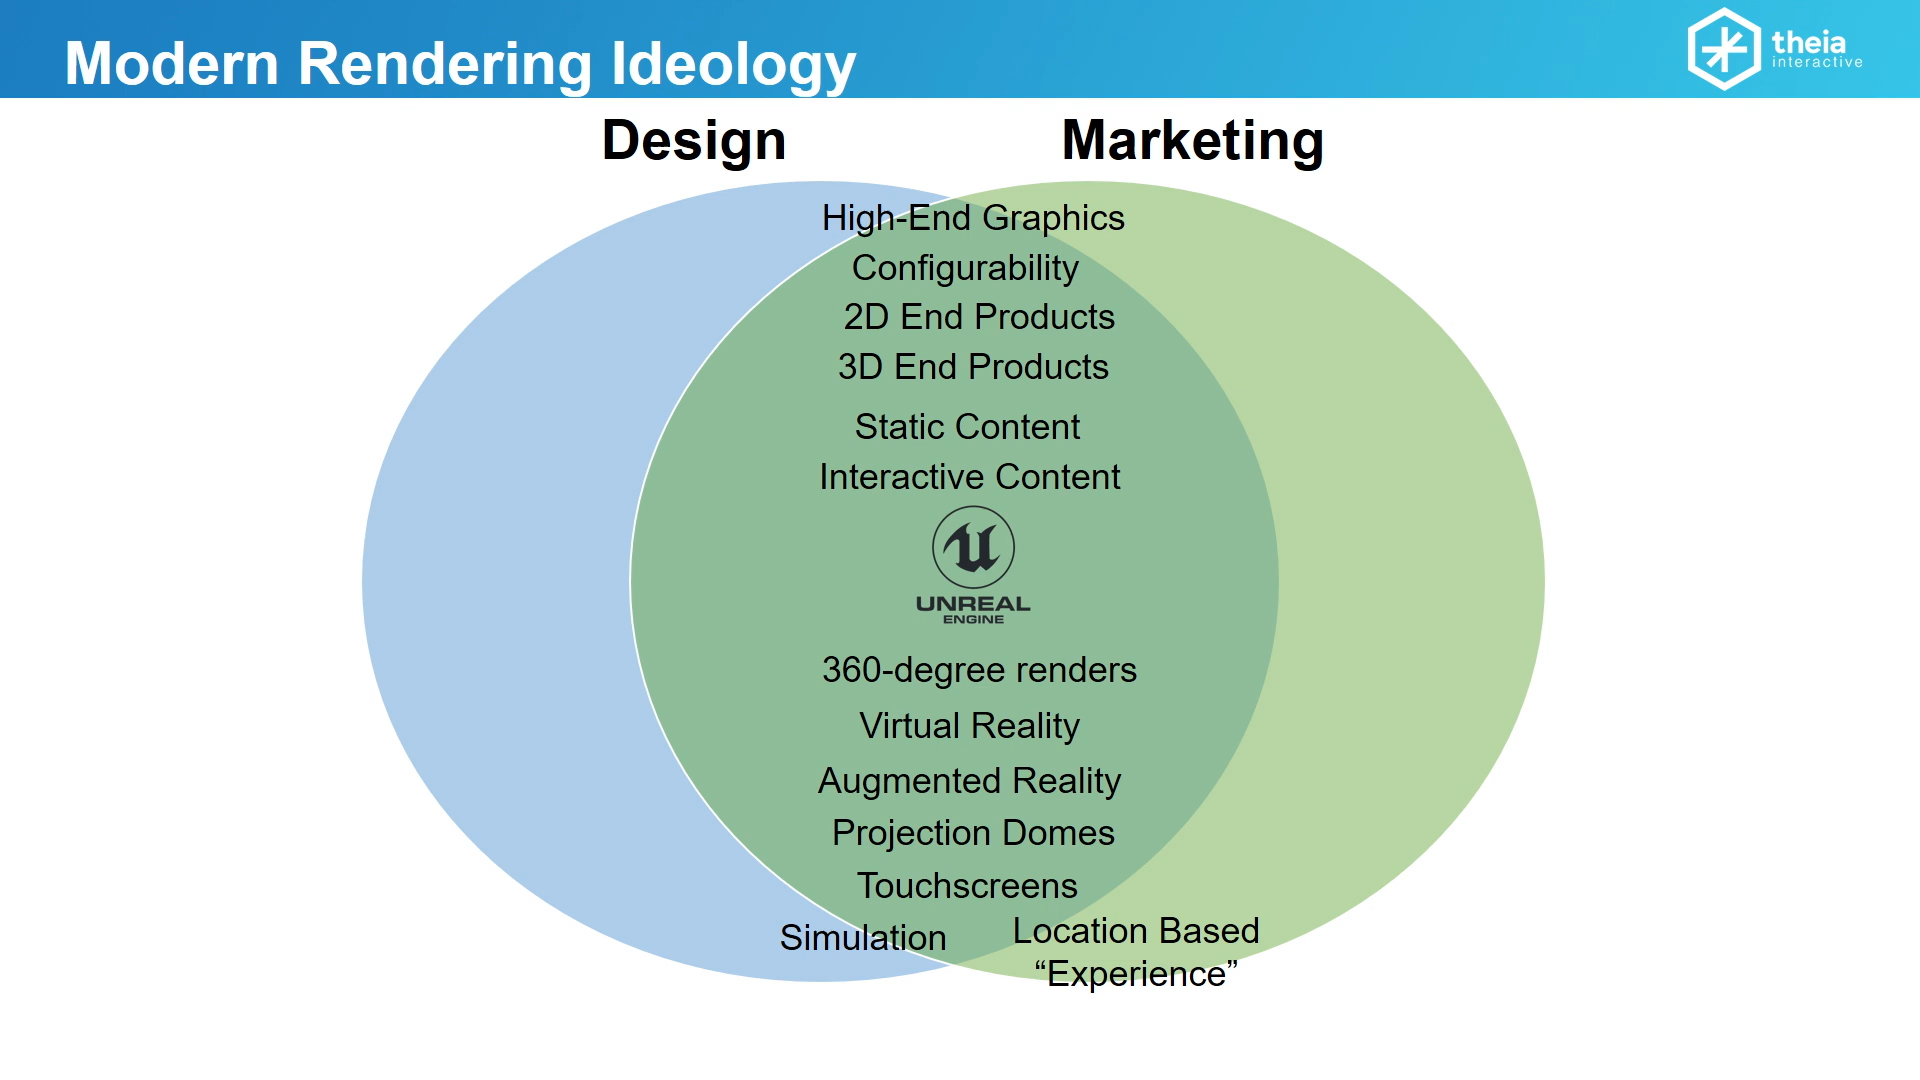 Modern Rendering Ideology
theia
interactive
Design
Marketing
High-End Graphics
Configurability
2D End Products
3D End Products
Static Content
Interactive Content
UNREAL
ENGINE
360-degree renders
Virtual Reality
Augmented Reality
Projection Domes
Touchscreens
Simulation
Location Based
“Experience”